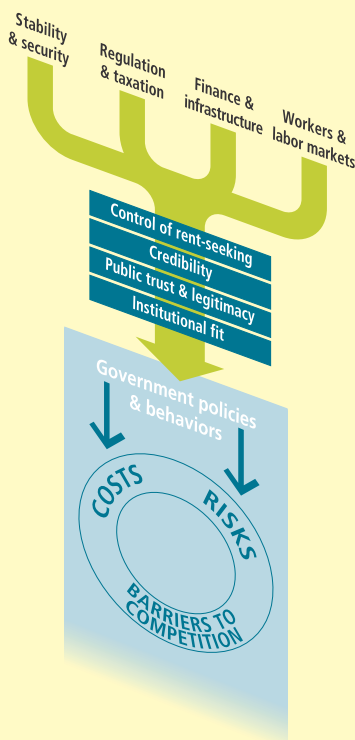 Stability
& security
Regulation
& taxation
Finance &
infrastructure
Workers &
labor markets
Control of rent-seeking
Credibility
Public trust & legitimacy
Institutional fit
Government policies
& behaviors
COSTS
RISKS
BARRIERS TO
COMPETITION